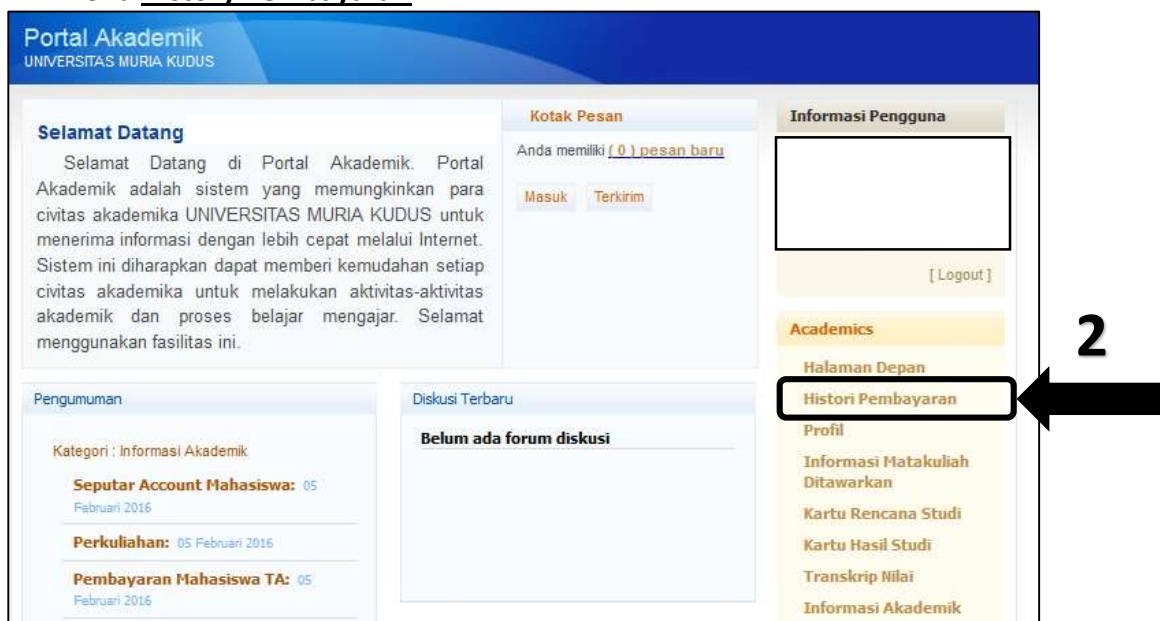 Portal Akademik
UNIVERSITAS MURIA KUDUS
Selamat Datang
Selamat Datang di Portal Akademik. Portal
Akademik adalah sistem yang memungkinkan para
civitas akademika UNIVERSITAS MURIA KUDUS untuk
menerima informasi dengan lebih cepat melalui Internet.
Sistem ini diharapkan dapat memberi kemudahan setiap
civitas akademika untuk melakukan aktivitas-aktivitas
akademik dan proses belajar mengajar. Selamat
menggunakan fasilitas ini.
Kotak Pesan
Anda memiliki ( 0 ) pesan baru
Masuk Terkirim
Informasi Pengguna
[ Logout ]
Academics
Halaman Depan
Histori Pembayaran
Profil
Informasi Matakuliah
Ditawarkan
Kartu Rencana Studi
Kartu Hasil Studi
Transkrip Nilai
Informasi Akademik
2
Pengumuman
Kategori : Informasi Akademik
Seputar Account Mahasiswa: 05
Februari 2016
Perkuliahan: 05 Februari 2016
Pembayaran Mahasiswa TA: 05
Februari 2016
Diskusi Terbaru
Belum ada forum diskusi